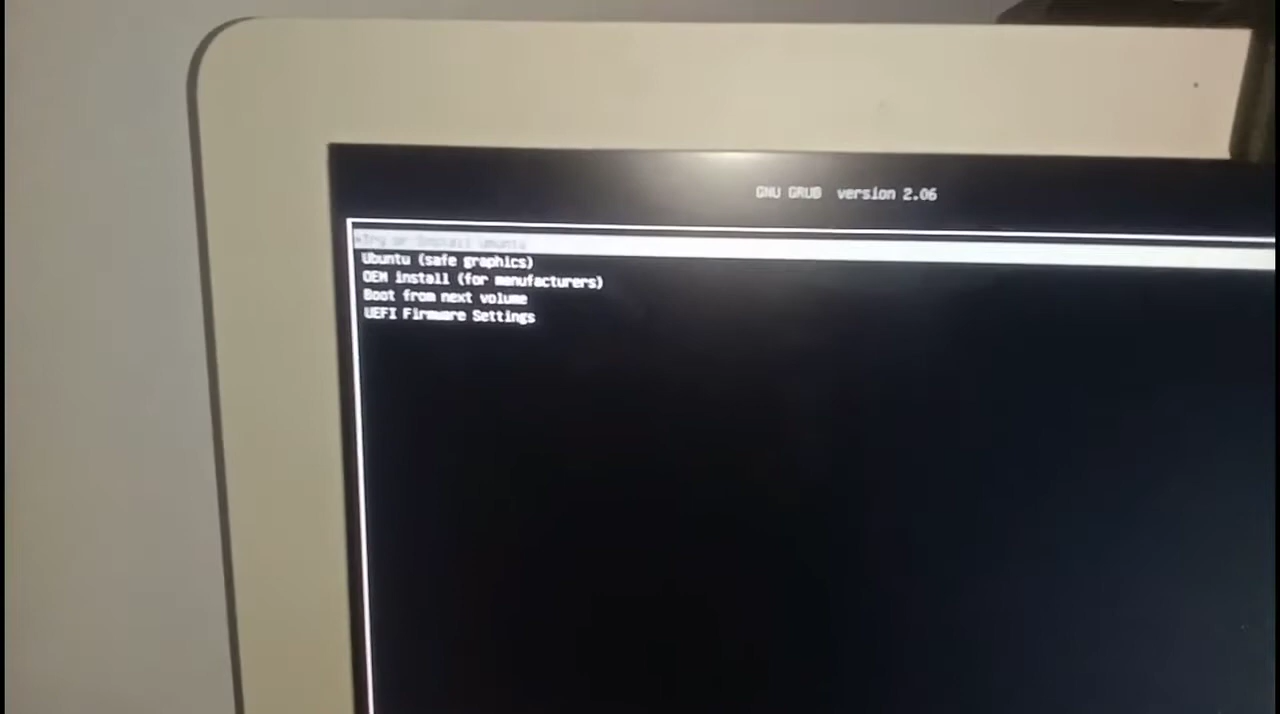 GNU GRUB version 2.06
*Try or Install Ubuntu
Ubuntu (safe graphics)
OEM install (for manufacturers)
Boot from next volume
UEFI Firmware Settings